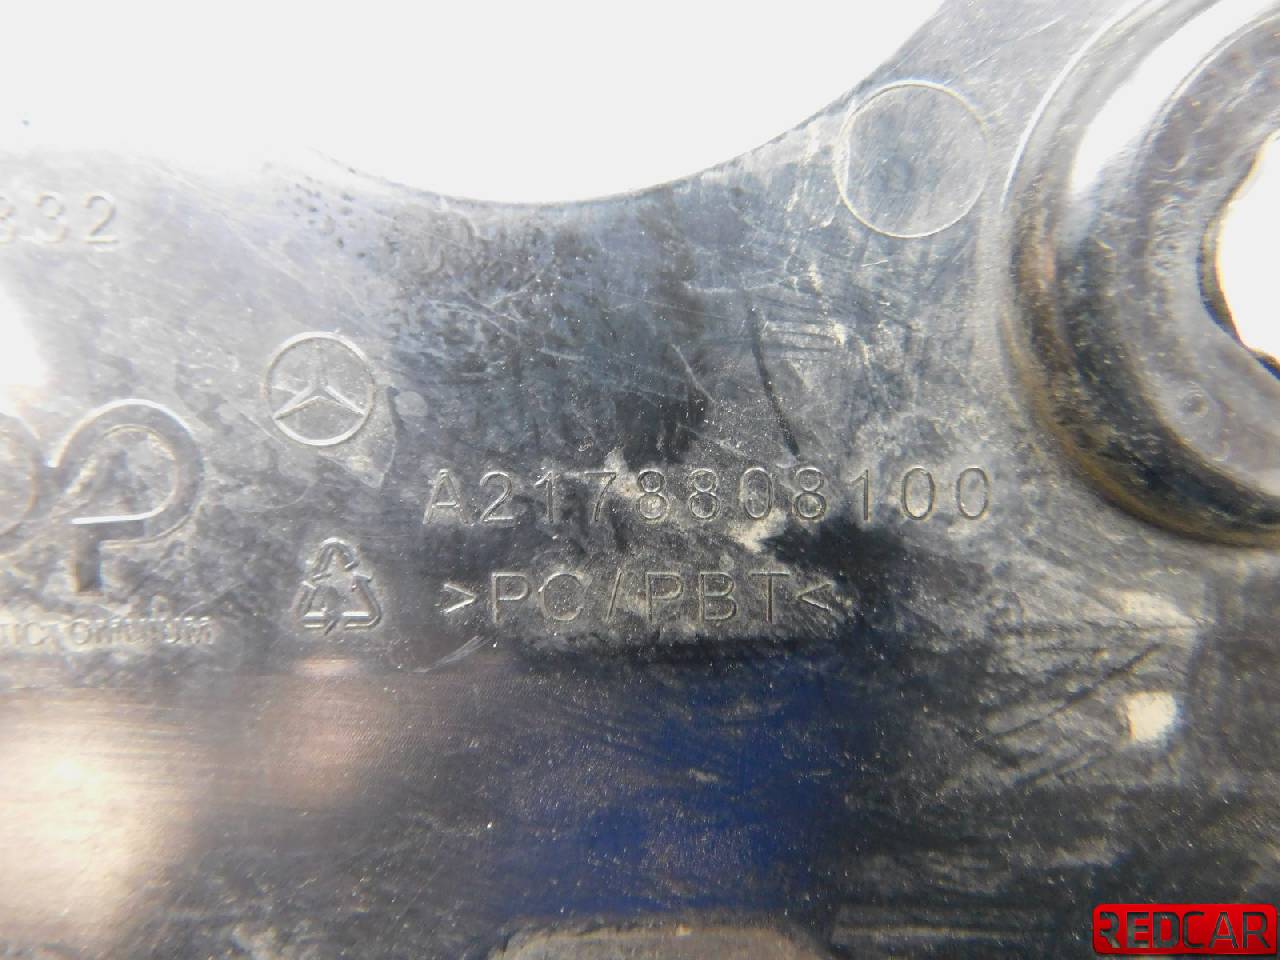 332
A2178808100
>PC/PBT<
REDCAR